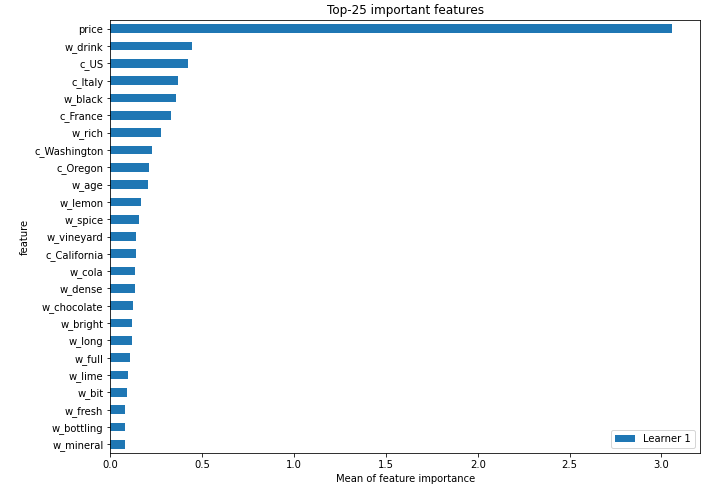 Top-25 important features
price
w_drink
c_US
c_Italy
w_black
c_France
w_rich
c_Washington
c_Oregon
w_age
w_lemon
w_spice
w_vineyard
c_California
w_cola
w_dense
w_chocolate
w_bright
w_long
w_full
w_lime
w_bit
w_fresh
w_bottling
w_mineral
feature
Learner 1
0.0 0.5 1.0 1.5 2.0 2.5 3.0
Mean of feature importance